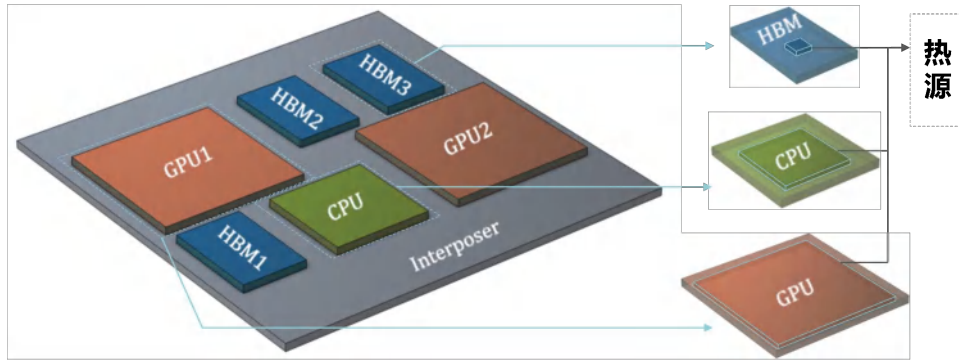 HBM3
HBM2
GPU1
GPU2
CPU
HBM1
Interposer
HBM
CPU
GPU
热
源